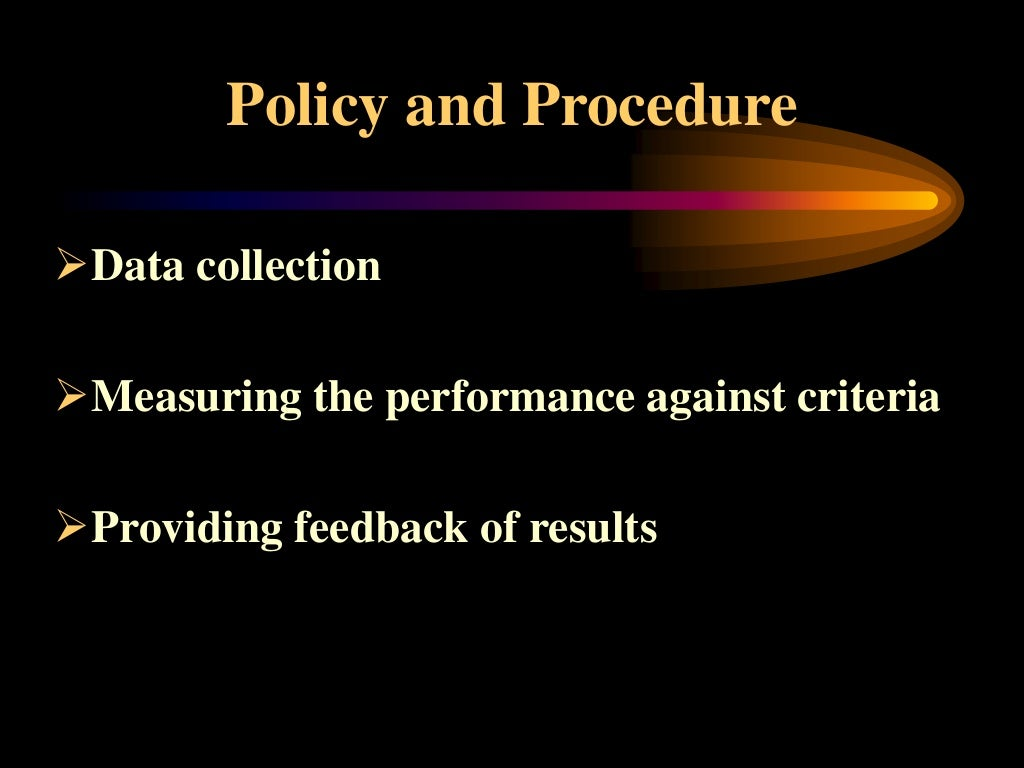 Policy and Procedure
➢Data collection
➢Measuring the performance against criteria
➢Providing feedback of results